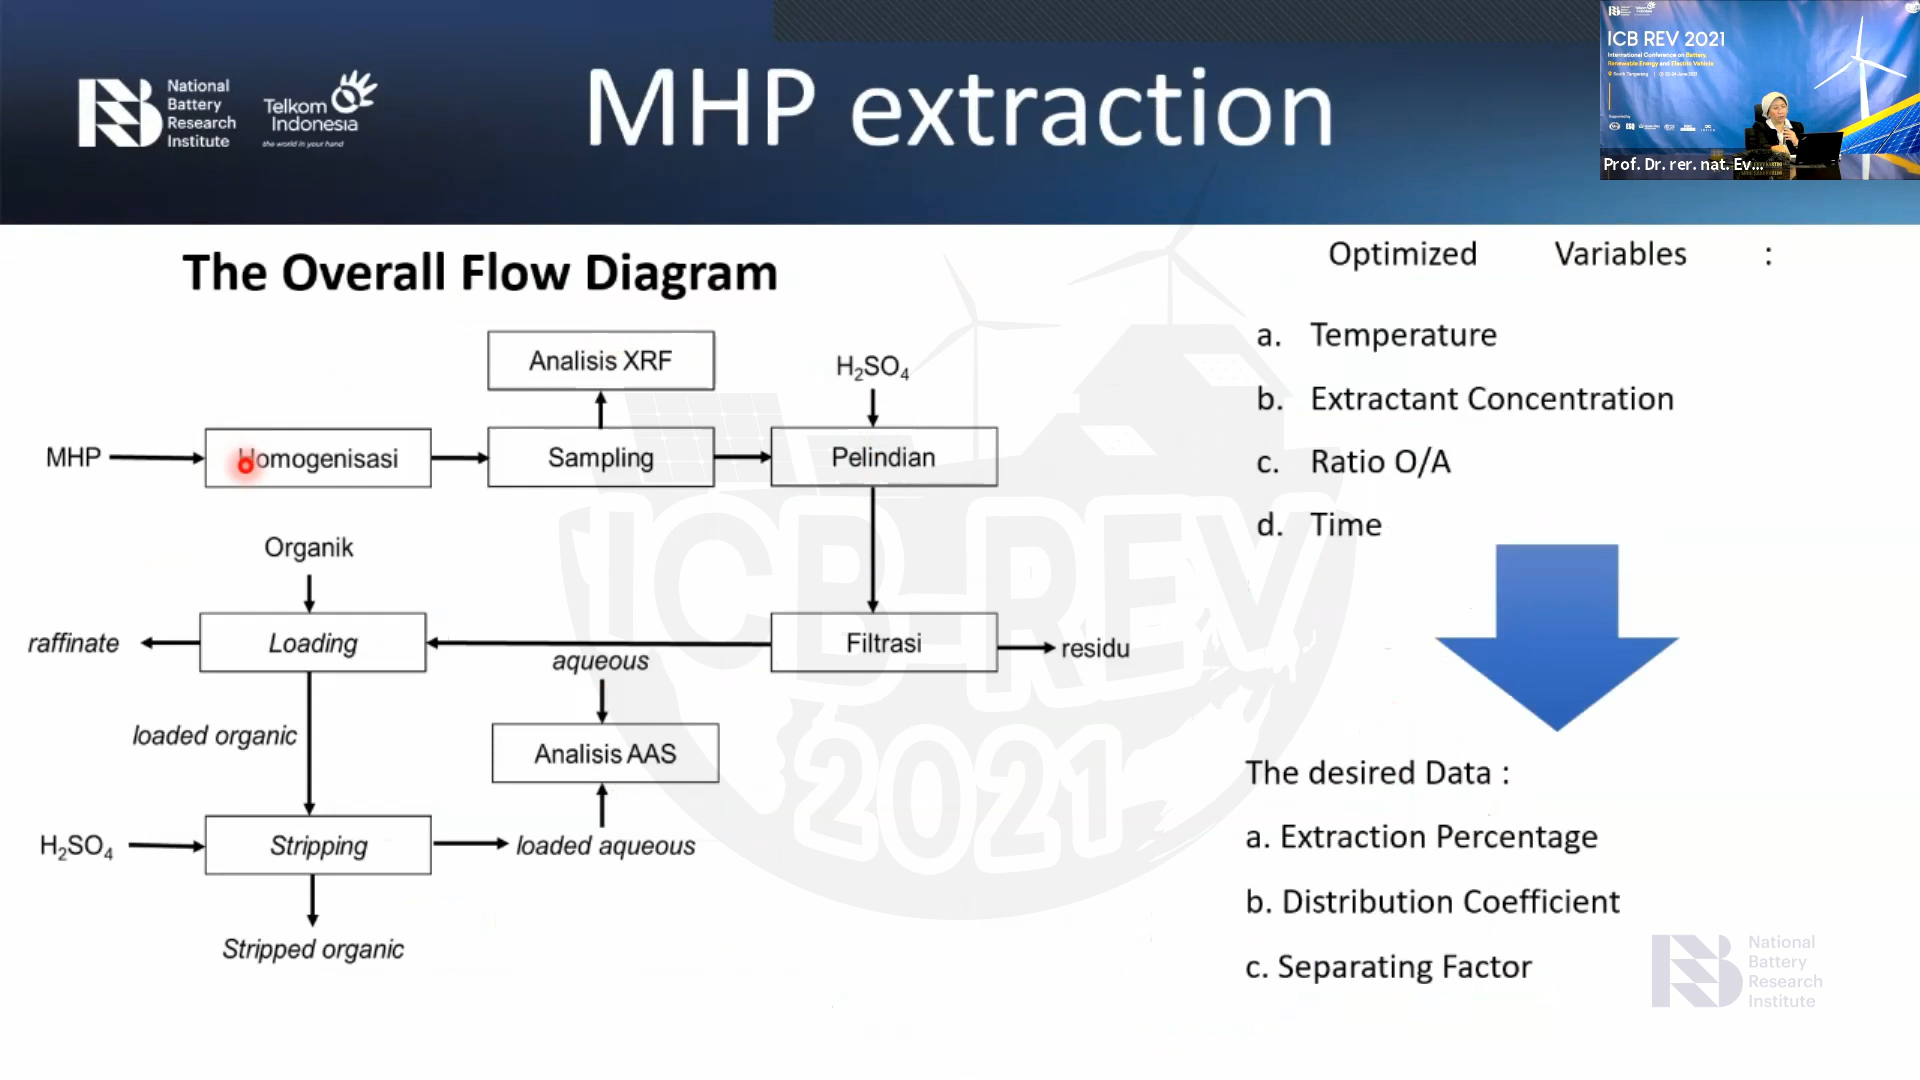 National
Battery
Research
Institute
Telkom
Indonesia
the world in your hand
MHP extraction
ICB REV 2021
International Conference on Battery,
Renewable Energy and Electric Vehicle
Prof. Dr. rer. nat. Ev...
The Overall Flow Diagram
Analisis XRF
H₂SO₄
MHP
Homogenisasi
Sampling
Pelindian
Organik
raffinate
Loading
aqueous
Filtrasi
residu
loaded organic
Analisis AAS
H₂SO₄
Stripping
loaded aqueous
Stripped organic
Optimized Variables :
a. Temperature
b. Extractant Concentration
c. Ratio O/A
d. Time
The desired Data :
a. Extraction Percentage
b. Distribution Coefficient
c. Separating Factor
ICB REV
2021
National
Battery
Research
Institute